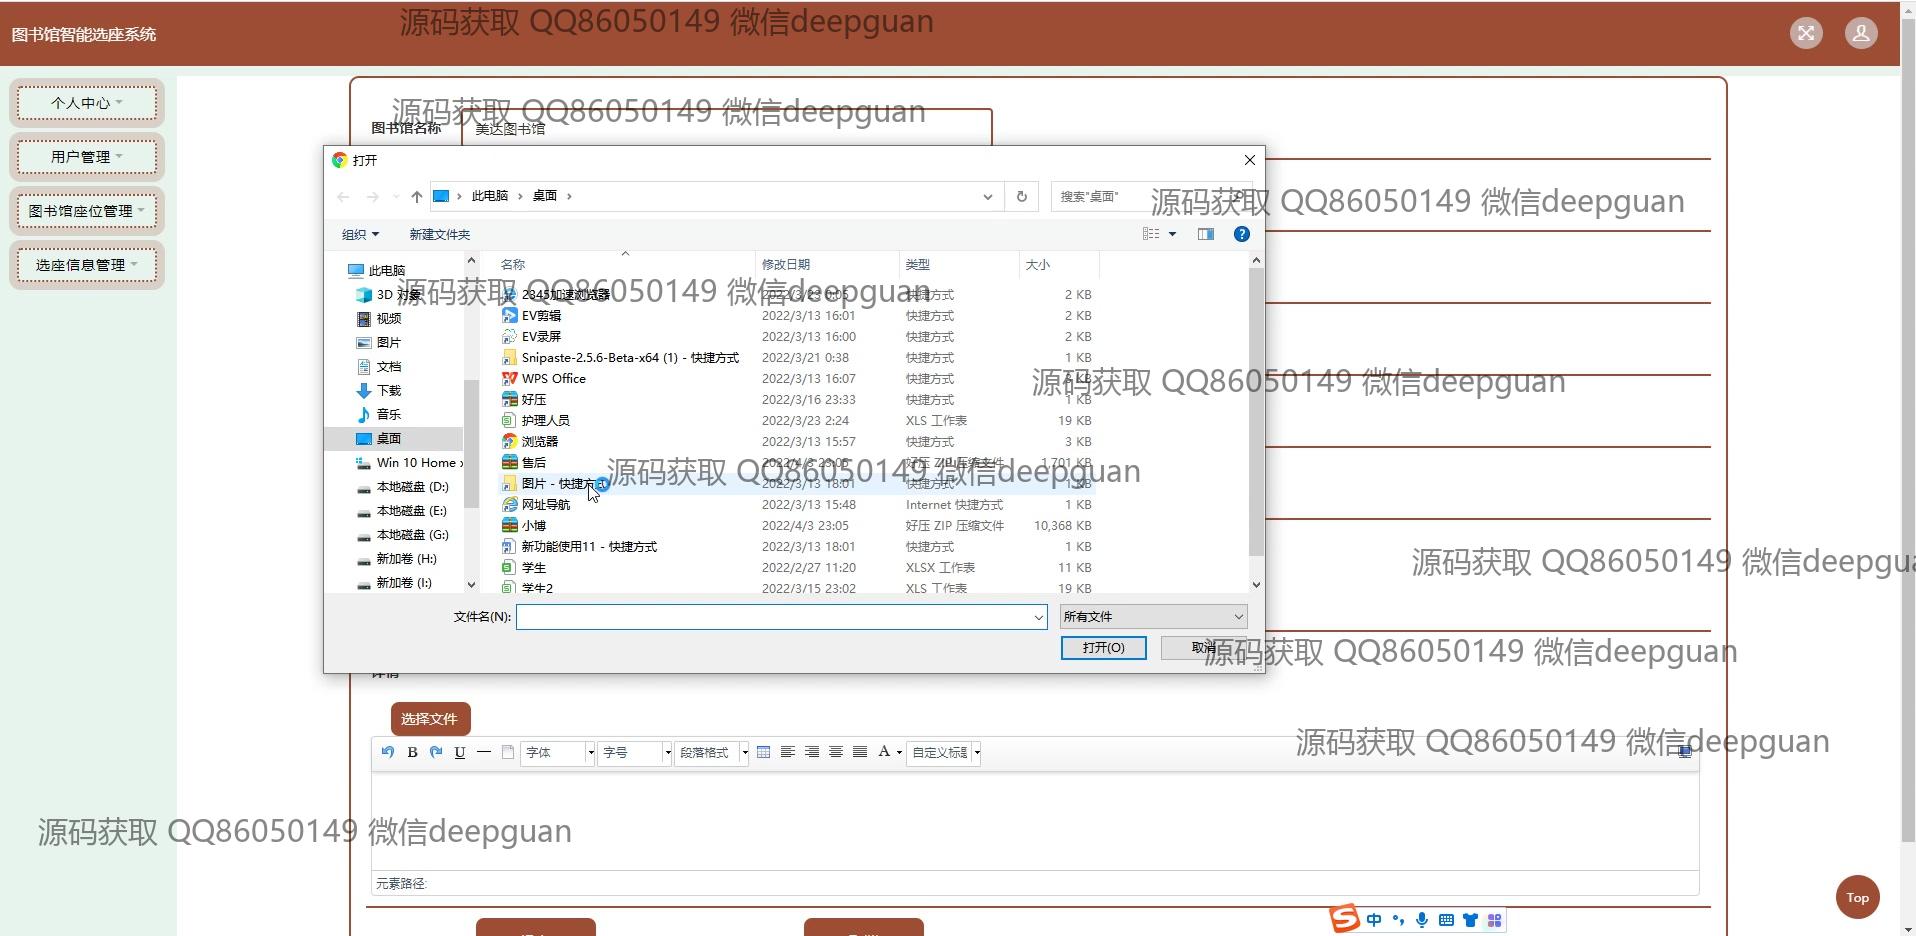 源码获取 QQ86050149 微信deepguan
图书馆智能选座系统
个人中心
用户管理
图书馆座位管理
选座信息管理
源码获取 QQ86050149 微信deepguan
图书馆名称
美达图书馆
打开
此电脑 › 桌面 ›
搜索"桌面"
源码获取 QQ86050149 微信deepguan
组织
新建文件夹
名称 修改日期 类型 大小
此电脑
3D 对象
视频
图片
文档
下载
音乐
桌面
Win 10 Home x
本地磁盘 (D:)
本地磁盘 (E:)
本地磁盘 (G:)
新加卷 (H:)
新加卷 (I:)
源码获取 QQ86050149 微信deepguan
2345加速浏览器 2022/3/23 0:05 快捷方式 2 KB
EV剪辑 2022/3/13 16:01 快捷方式 2 KB
EV录屏 2022/3/13 16:00 快捷方式 2 KB
Snipaste-2.5.6-Beta-x64 (1) - 快捷方式 2022/3/21 0:38 快捷方式 1 KB
WPS Office 2022/3/13 16:07 快捷方式 3 KB
源码获取 QQ86050149 微信deepguan
好压 2022/3/16 23:33 快捷方式 1 KB
护理人员 2022/3/23 2:24 XLS 工作表 19 KB
浏览器 2022/3/13 15:57 快捷方式 3 KB
售后 2022/4/3 23:05 好压 ZIP 压缩文件 1,701 KB
源码获取 QQ86050149 微信deepguan
图片 - 快捷方式 2022/3/13 18:01 快捷方式 1 KB
网址导航 2022/3/13 15:48 Internet 快捷方式 1 KB
小博 2022/4/3 23:05 好压 ZIP 压缩文件 10,368 KB
新功能使用11 - 快捷方式 2022/3/13 18:01 快捷方式 1 KB
源码获取 QQ86050149 微信deepgua
学生 2022/2/27 11:20 XLSX 工作表 11 KB
学生2 2022/3/15 23:02 XLS 工作表 19 KB
文件名(N):
所有文件
打开(O)
取消
源码获取 QQ86050149 微信deepguan
详情
选择文件
B U 字体 字号 段落格式 A 自定义标题
源码获取 QQ86050149 微信deepguan
源码获取 QQ86050149 微信deepguan
元素路径:
Top
中